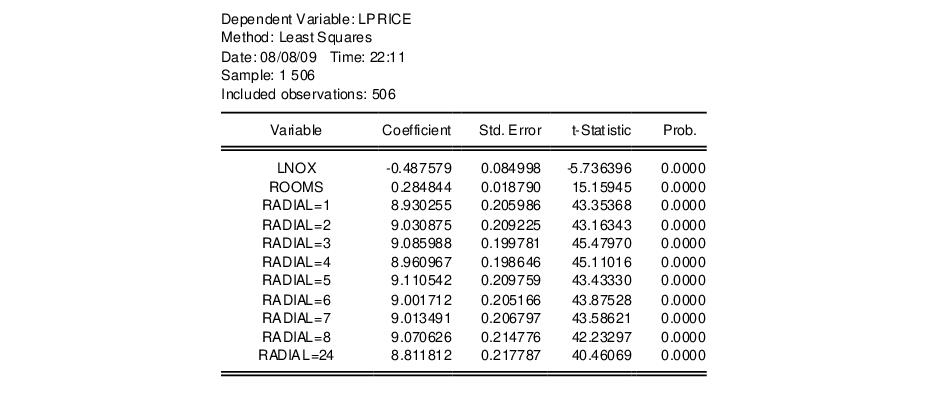 Dependent Variable: LPRICE
Method: Least Squares
Date: 08/08/09 Time: 22:11
Sample: 1 506
Included observations: 506
Variable Coefficient Std. Error t-Statistic Prob.
LNOX -0.487579 0.084998 -5.736396 0.0000
ROOMS 0.284844 0.018790 15.15945 0.0000
RADIAL=1 8.930255 0.205986 43.35368 0.0000
RADIAL=2 9.030875 0.209225 43.16343 0.0000
RADIAL=3 9.085988 0.199781 45.47970 0.0000
RADIAL=4 8.960967 0.198646 45.11016 0.0000
RADIAL=5 9.110542 0.209759 43.43330 0.0000
RADIAL=6 9.001712 0.205166 43.87528 0.0000
RADIAL=7 9.013491 0.206797 43.58621 0.0000
RADIAL=8 9.070626 0.214776 42.23297 0.0000
RADIAL=24 8.811812 0.217787 40.46069 0.0000